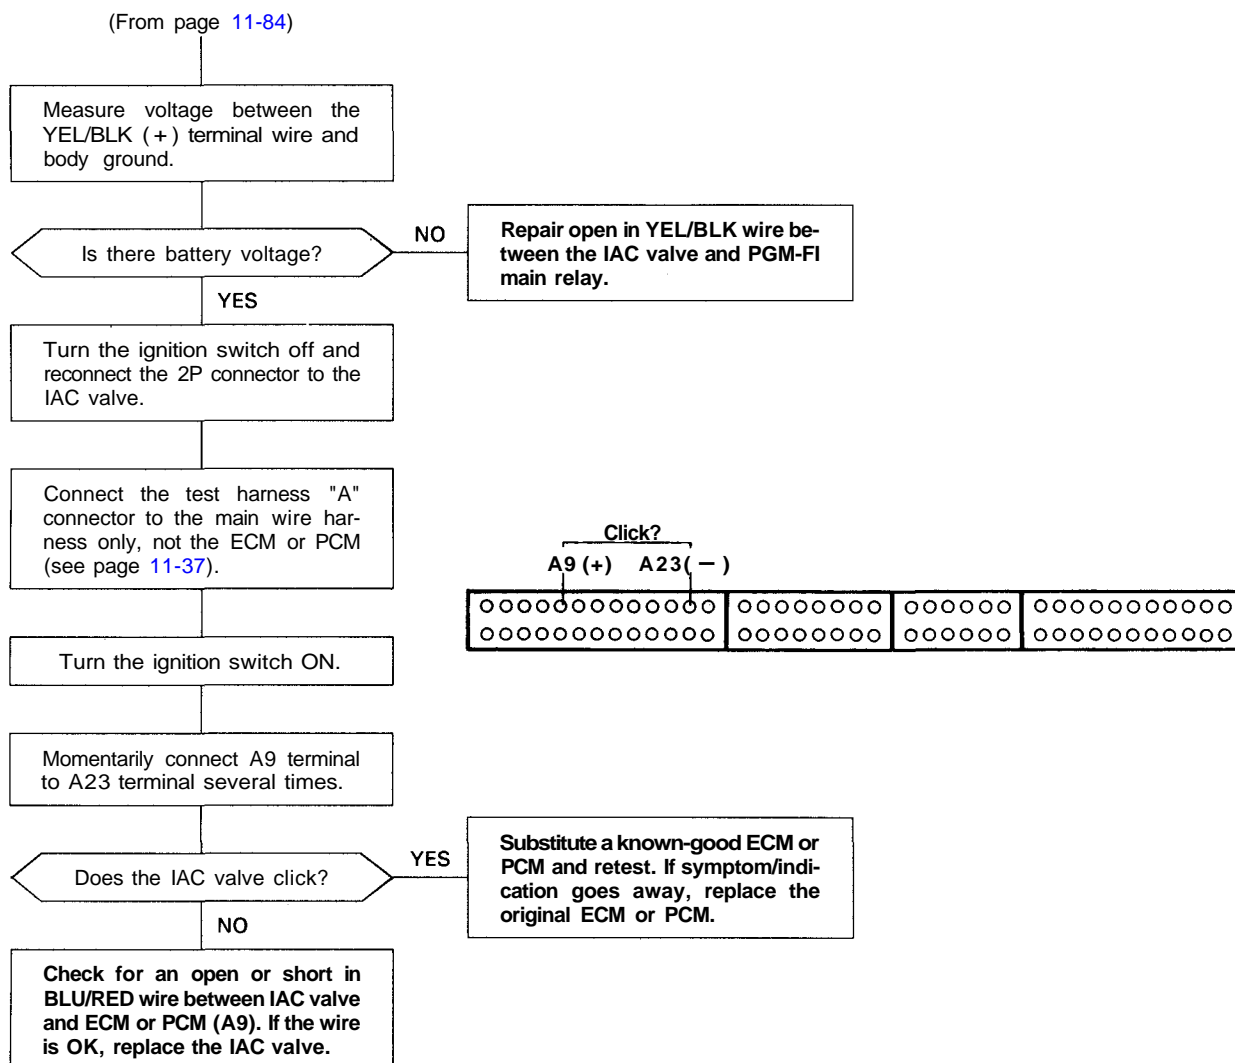 (From page 11-84)
Measure voltage between the
YEL/BLK (+) terminal wire and
body ground.
Is there battery voltage?
NO
Repair open in YEL/BLK wire be-
tween the IAC valve and PGM-FI
main relay.
YES
Turn the ignition switch off and
reconnect the 2P connector to the
IAC valve.
Connect the test harness "A"
connector to the main wire har-
ness only, not the ECM or PCM
(see page 11-37).
Click?
A9 (+) A23 (−)
Turn the ignition switch ON.
Momentarily connect A9 terminal
to A23 terminal several times.
Does the IAC valve click?
YES
Substitute a known-good ECM or
PCM and retest. If symptom/indi-
cation goes away, replace the
original ECM or PCM.
NO
Check for an open or short in
BLU/RED wire between IAC valve
and ECM or PCM (A9). If the wire
is OK, replace the IAC valve.